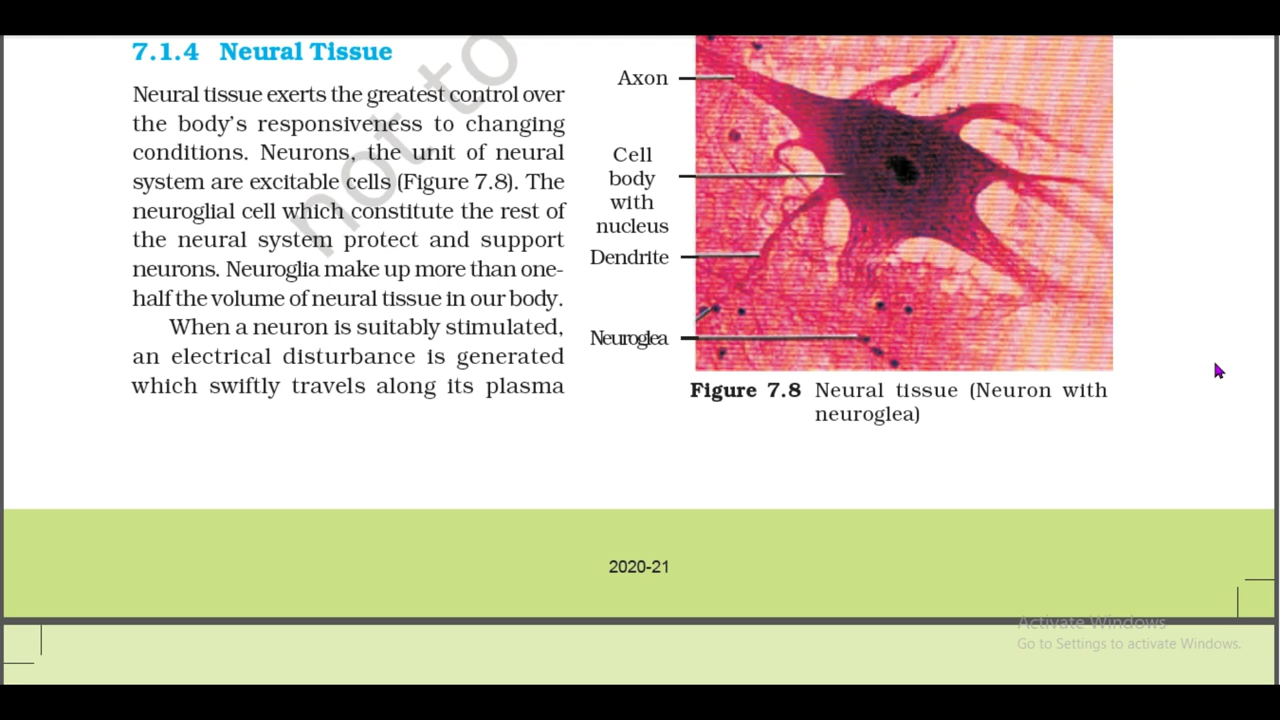 7.1.4 Neural Tissue
Neural tissue exerts the greatest control over
the body's responsiveness to changing
conditions. Neurons, the unit of neural
system are excitable cells (Figure 7.8). The
neuroglial cell which constitute the rest of
the neural system protect and support
neurons. Neuroglia make up more than one-
half the volume of neural tissue in our body.
When a neuron is suitably stimulated,
an electrical disturbance is generated
which swiftly travels along its plasma
not to
Axon
Cell
body
with
nucleus
Dendrite
Neuroglea
Figure 7.8 Neural tissue (Neuron with
neuroglea)
2020-21
Activate Windows
Go to Settings to activate Windows.